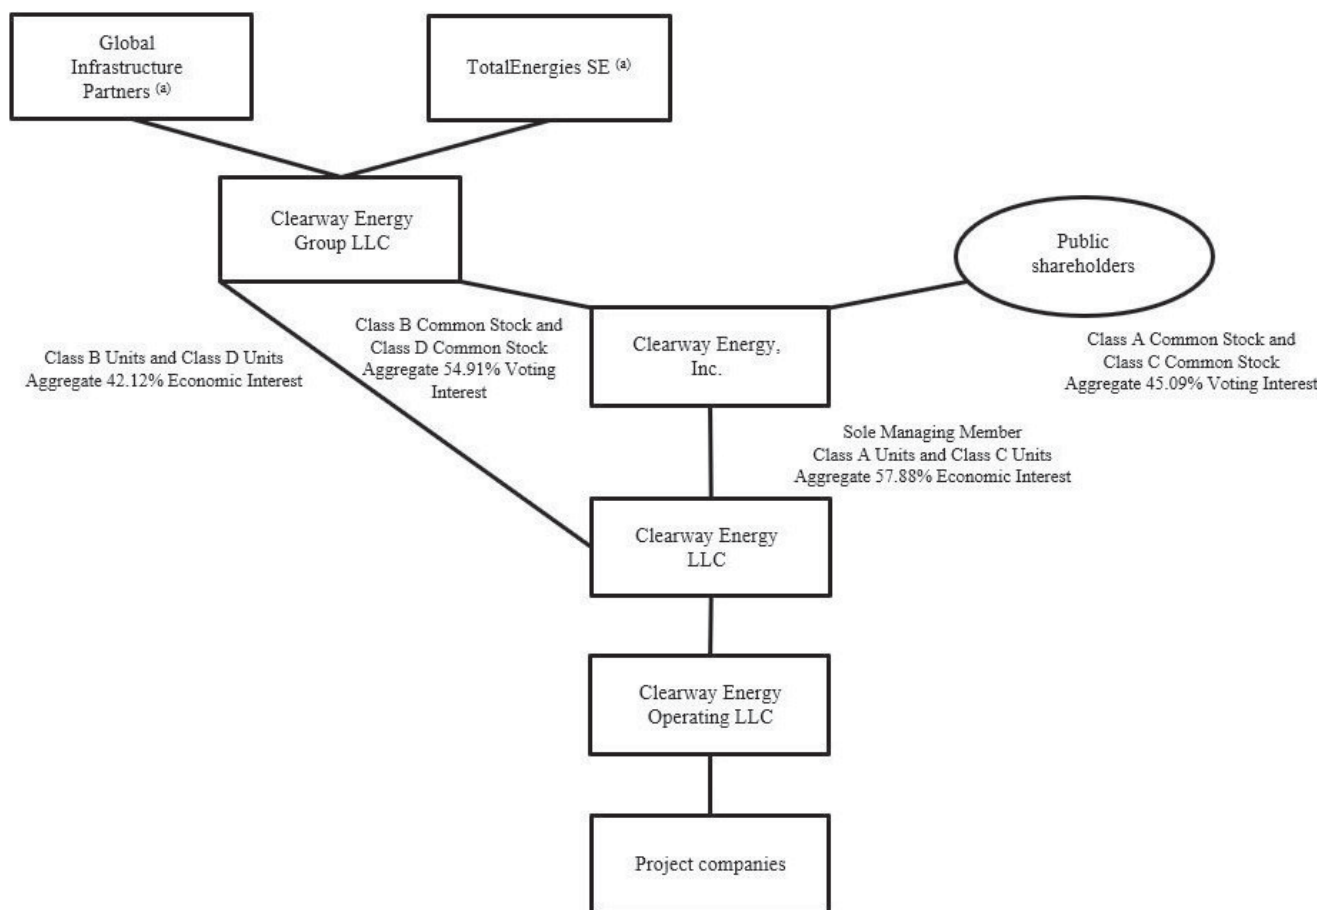 Global
Infrastructure
Partners (a)
TotalEnergies SE (a)
Clearway Energy
Group LLC
Public
shareholders
Class B Units and Class D Units
Aggregate 42.12% Economic Interest
Class B Common Stock and
Class D Common Stock
Aggregate 54.91% Voting
Interest
Clearway Energy,
Inc.
Class A Common Stock and
Class C Common Stock
Aggregate 45.09% Voting Interest
Sole Managing Member
Class A Units and Class C Units
Aggregate 57.88% Economic Interest
Clearway Energy
LLC
Clearway Energy
Operating LLC
Project companies